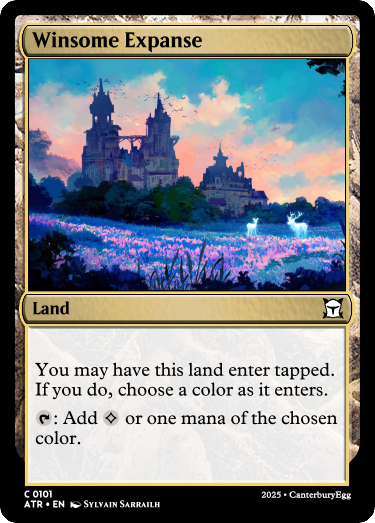 Winsome Expanse
Land
You may have this land enter tapped.
If you do, choose a color as it enters.
: Add or one mana of the chosen
color.
C 0101
ATR • EN Sylvain Sarrailh
2025 • CanterburyEgg